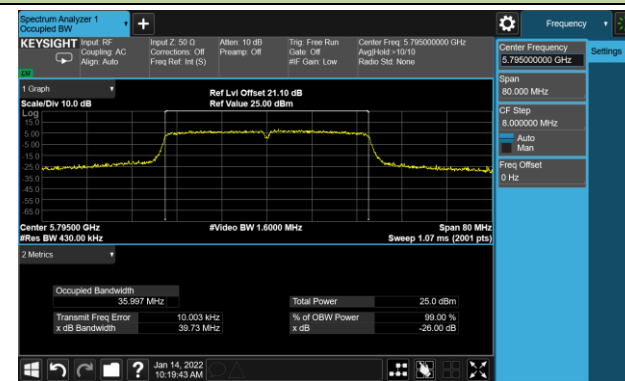 Spectrum Analyzer 1
Occupied BW
Frequency
KEYSIGHT
Input: RF
Coupling: AC
Align: Auto
Input Z: 50 Ω
Corrections: Off
Freq Ref: Int (S)
Atten: 10 dB
Preamp: Off
Trig: Free Run
Gate: Off
#IF Gain: Low
Center Freq: 5.795000000 GHz
Avg|Hold:>10/10
Radio Std: None
Center Frequency
5.795000000 GHz
Settings
Span
80.000 MHz
CF Step
8.000000 MHz
Auto
Man
Freq Offset
0 Hz
1 Graph
Scale/Div 10.0 dB
Ref Lvl Offset 21.10 dB
Ref Value 25.00 dBm
Log
15.0
5.00
-5.00
-15.0
-25.0
-35.0
-45.0
-55.0
-65.0
Center 5.79500 GHz
#Res BW 430.00 kHz
#Video BW 1.6000 MHz
Span 80 MHz
Sweep 1.07 ms (2001 pts)
2 Metrics
Occupied Bandwidth
35.997 MHz
Total Power 25.0 dBm
Transmit Freq Error 10.003 kHz
% of OBW Power 99.00 %
x dB Bandwidth 39.73 MHz
x dB -26.00 dB
?
Jan 14, 2022
10:19:43 AM